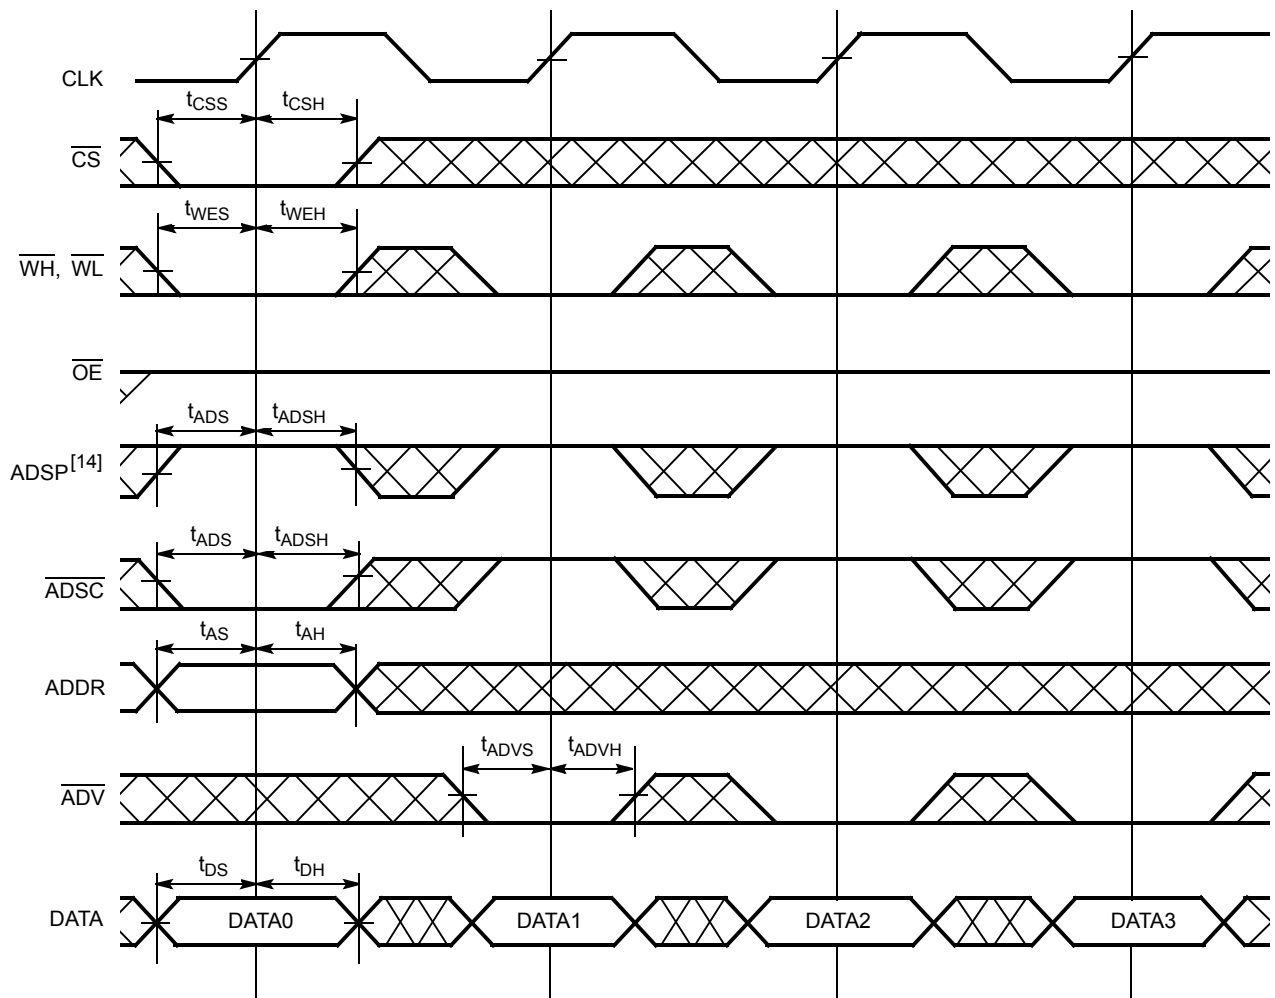 CLK
tCSS tCSH
CS
tWES tWEH
WH, WL
OE
tADS tADSH
ADSP[14]
tADS tADSH
ADSC
tAS tAH
ADDR
tADVS tADVH
ADV
tDS tDH
DATA DATA0 DATA1 DATA2 DATA3